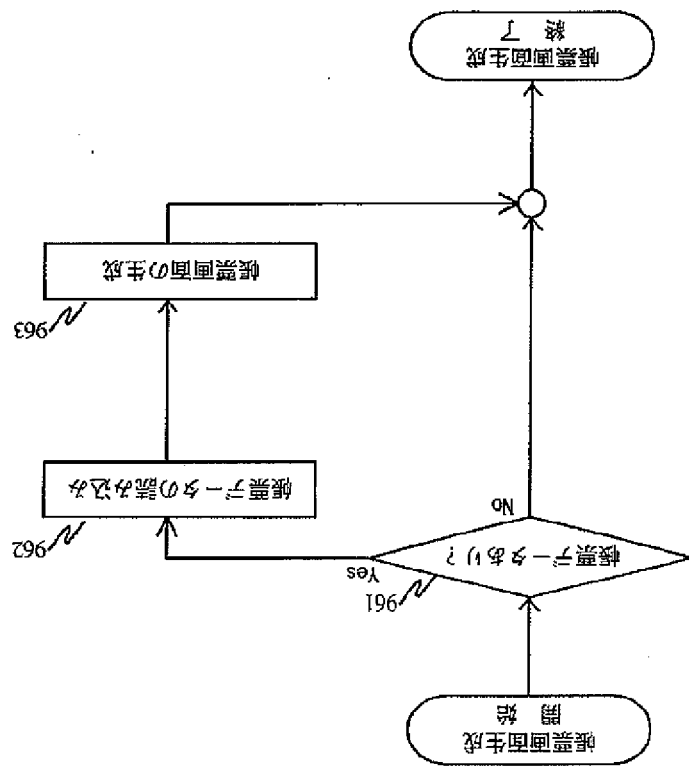 帳票画面生成
開　始
961
帳票データあり？
Yes
No
962
帳票データの読み込み
963
帳票画面の生成
帳票画面生成
終　了